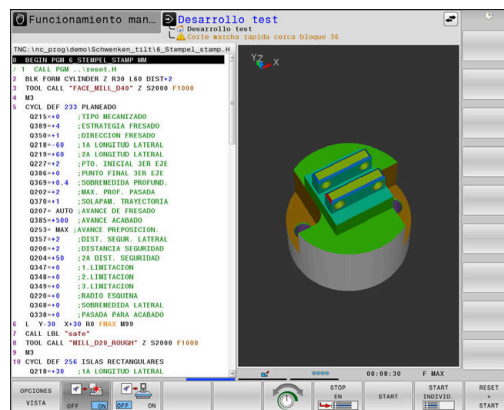 Funcionamiento man...
Desarrollo test
Desarrollo test
Corte marcha rápida cerca bloque 36
TNC:\nc_prog\demo\Schwenken_tilt\6_Stempel_stamp.H
0 BEGIN PGM 6_STEMPEL_STAMP MM
/ 1 CALL PGM ..\reset.H
2 BLK FORM CYLINDER Z R30 L60 DIST+2
3 TOOL CALL "FACE_MILL_D40" Z S2000 F1000
4 M3
5 CYCL DEF 233 PLANEADO
Q215=+0 ;TIPO MECANIZADO
Q389=+4 ;ESTRATEGIA FRESADO
Q350=+1 ;DIRECCION FRESADO
Q218=-60 ;1A LONGITUD LATERAL
Q219=+60 ;2A LONGITUD LATERAL
Q227=+2 ;PTO. INICIAL 3ER EJE
Q386=+0 ;PUNTO FINAL 3ER EJE
Q369=+0.4 ;SOBREMEDIDA PROFUND.
Q202=+2 ;MAX. PROF. PASADA
Q370=+1 ;SOLAPAM. TRAYECTORIA
Q207= AUTO ;AVANCE DE FRESADO
Q385=+500 ;AVANCE ACABADO
Q253= MAX ;AVANCE PREPOSICION.
Q357=+2 ;DIST. SEGUR. LATERAL
Q200=+2 ;DISTANCIA SEGURIDAD
Q204=+50 ;2A DIST. SEGURIDAD
Q347=+0 ;1.LIMITACION
Q348=+0 ;2.LIMITACION
Q349=+0 ;3.LIMITACION
Q220=+0 ;RADIO ESQUINA
Q368=+0 ;SOBREMEDIDA LATERAL
Q338=+0 ;PASADA PARA ACABADO
6 L Y-30 X+30 R0 FMAX M99
7 CALL LBL "safe"
8 TOOL CALL "MILL_D20_ROUGH" Z S2000 F1000
9 M3
10 CYCL DEF 256 ISLAS RECTANGULARES
Q218=+30 ;1A LONGITUD LATERAL
YZ X
0000 00:08:30 F MAX
OPCIONES VISTA
OFF ON
OFF ON
STOP EN
START
START INDIVID.
RESET + START